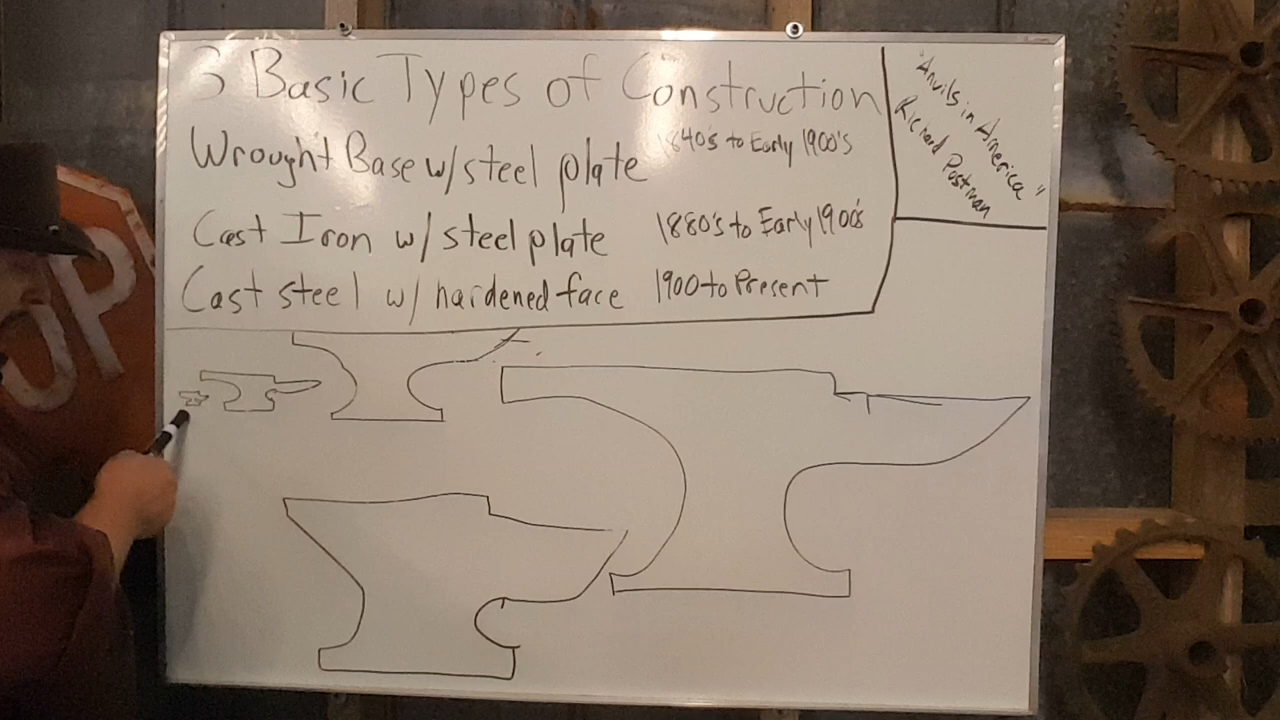 3 Basic Types of Construction
Wrought Base w/ steel plate 1840's to Early 1900's
Cast Iron w/ steel plate 1880's to Early 1900's
Cast steel w/ hardened face 1900 to Present
"Anvils in America"
Richard Postman
OP